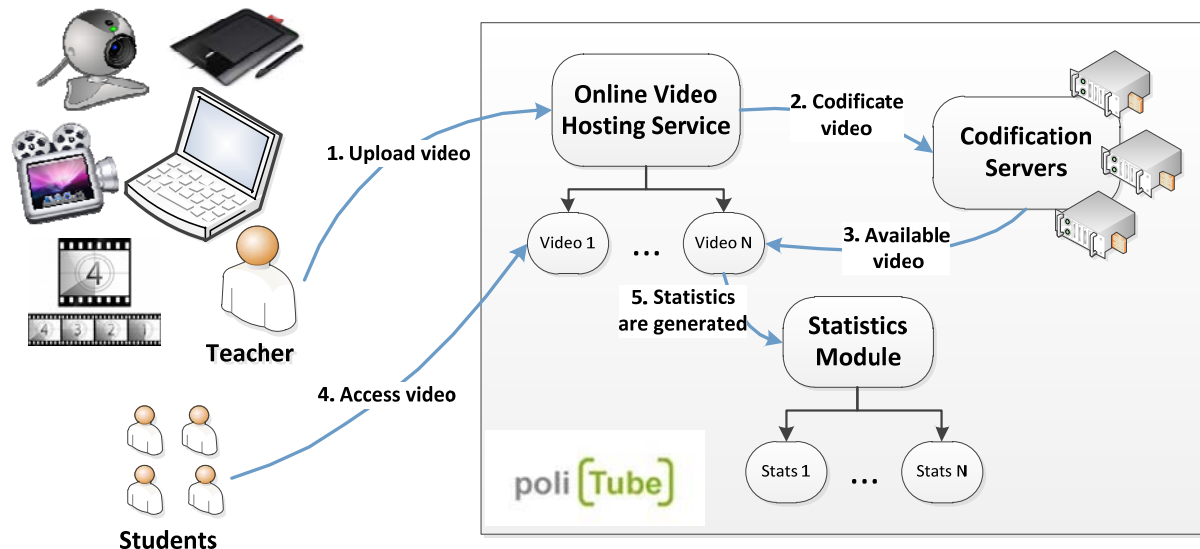 Online Video
Hosting Service
2. Codificate
video
Codification
Servers
1. Upload video
Video 1
...
Video N
3. Available
video
5. Statistics
are generated
Statistics
Module
4
4 3 2 1
Teacher
4. Access video
Stats 1
...
Stats N
poli[Tube]
Students